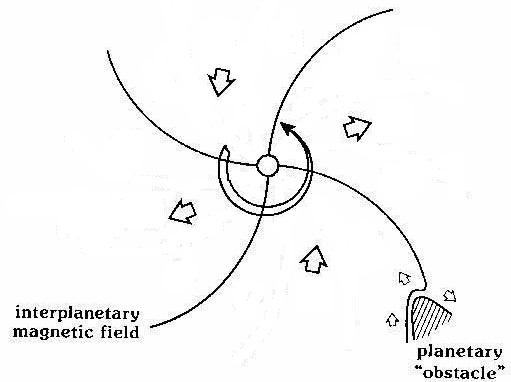 interplanetary
magnetic field
planetary
“obstacle”